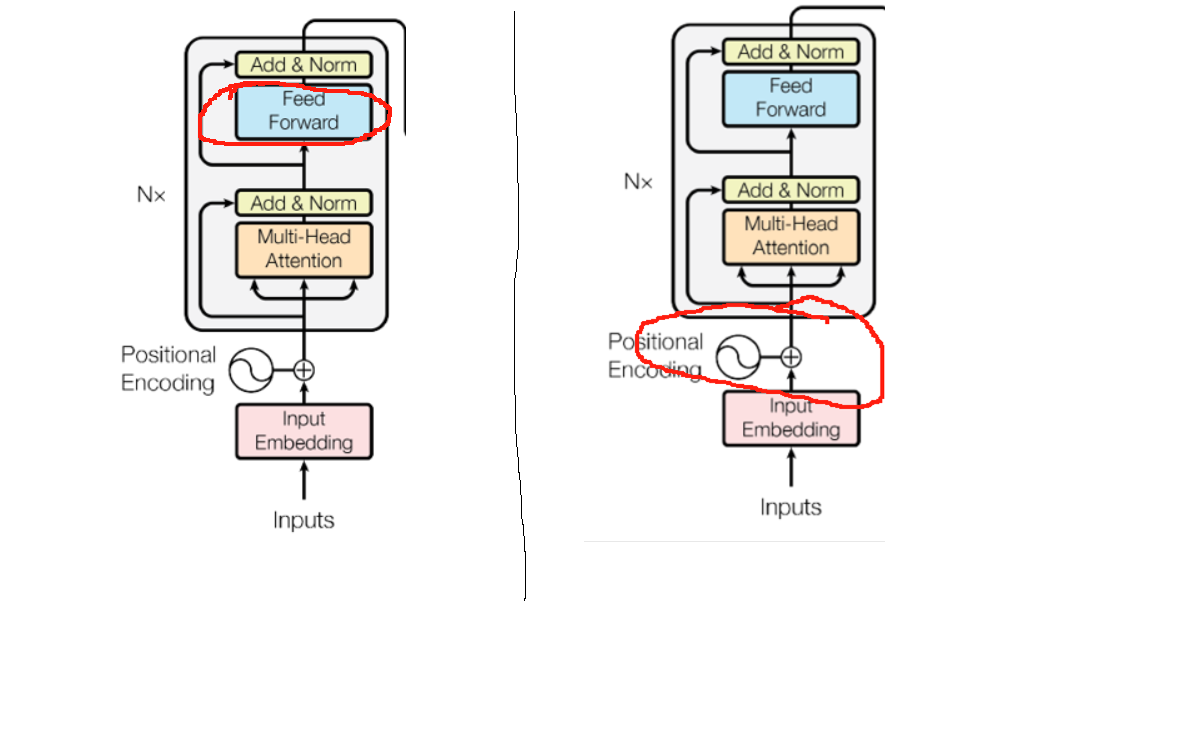 Add & Norm
Feed
Forward
Nx
Add & Norm
Multi-Head
Attention
Positional
Encoding
Input
Embedding
Inputs
Add & Norm
Feed
Forward
Nx
Add & Norm
Multi-Head
Attention
Positional
Encoding
Input
Embedding
Inputs